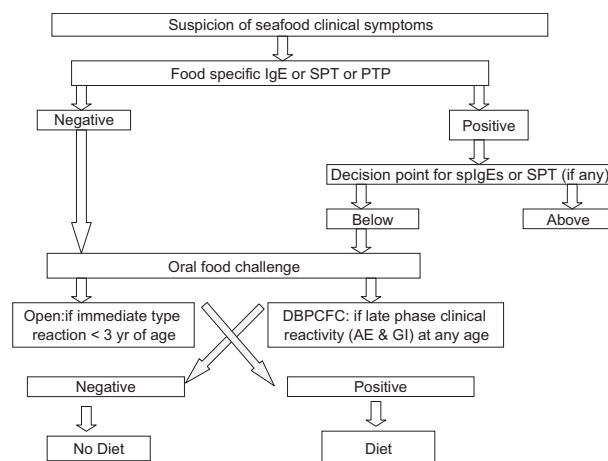 Suspicion of seafood clinical symptoms
Food specific IgE or SPT or PTP
Negative
Positive
Decision point for spIgEs or SPT (if any)
Below
Above
Oral food challenge
Open:if immediate type
reaction < 3 yr of age
DBPCFC: if late phase clinical
reactivity (AE & GI) at any age
Negative
Positive
No Diet
Diet